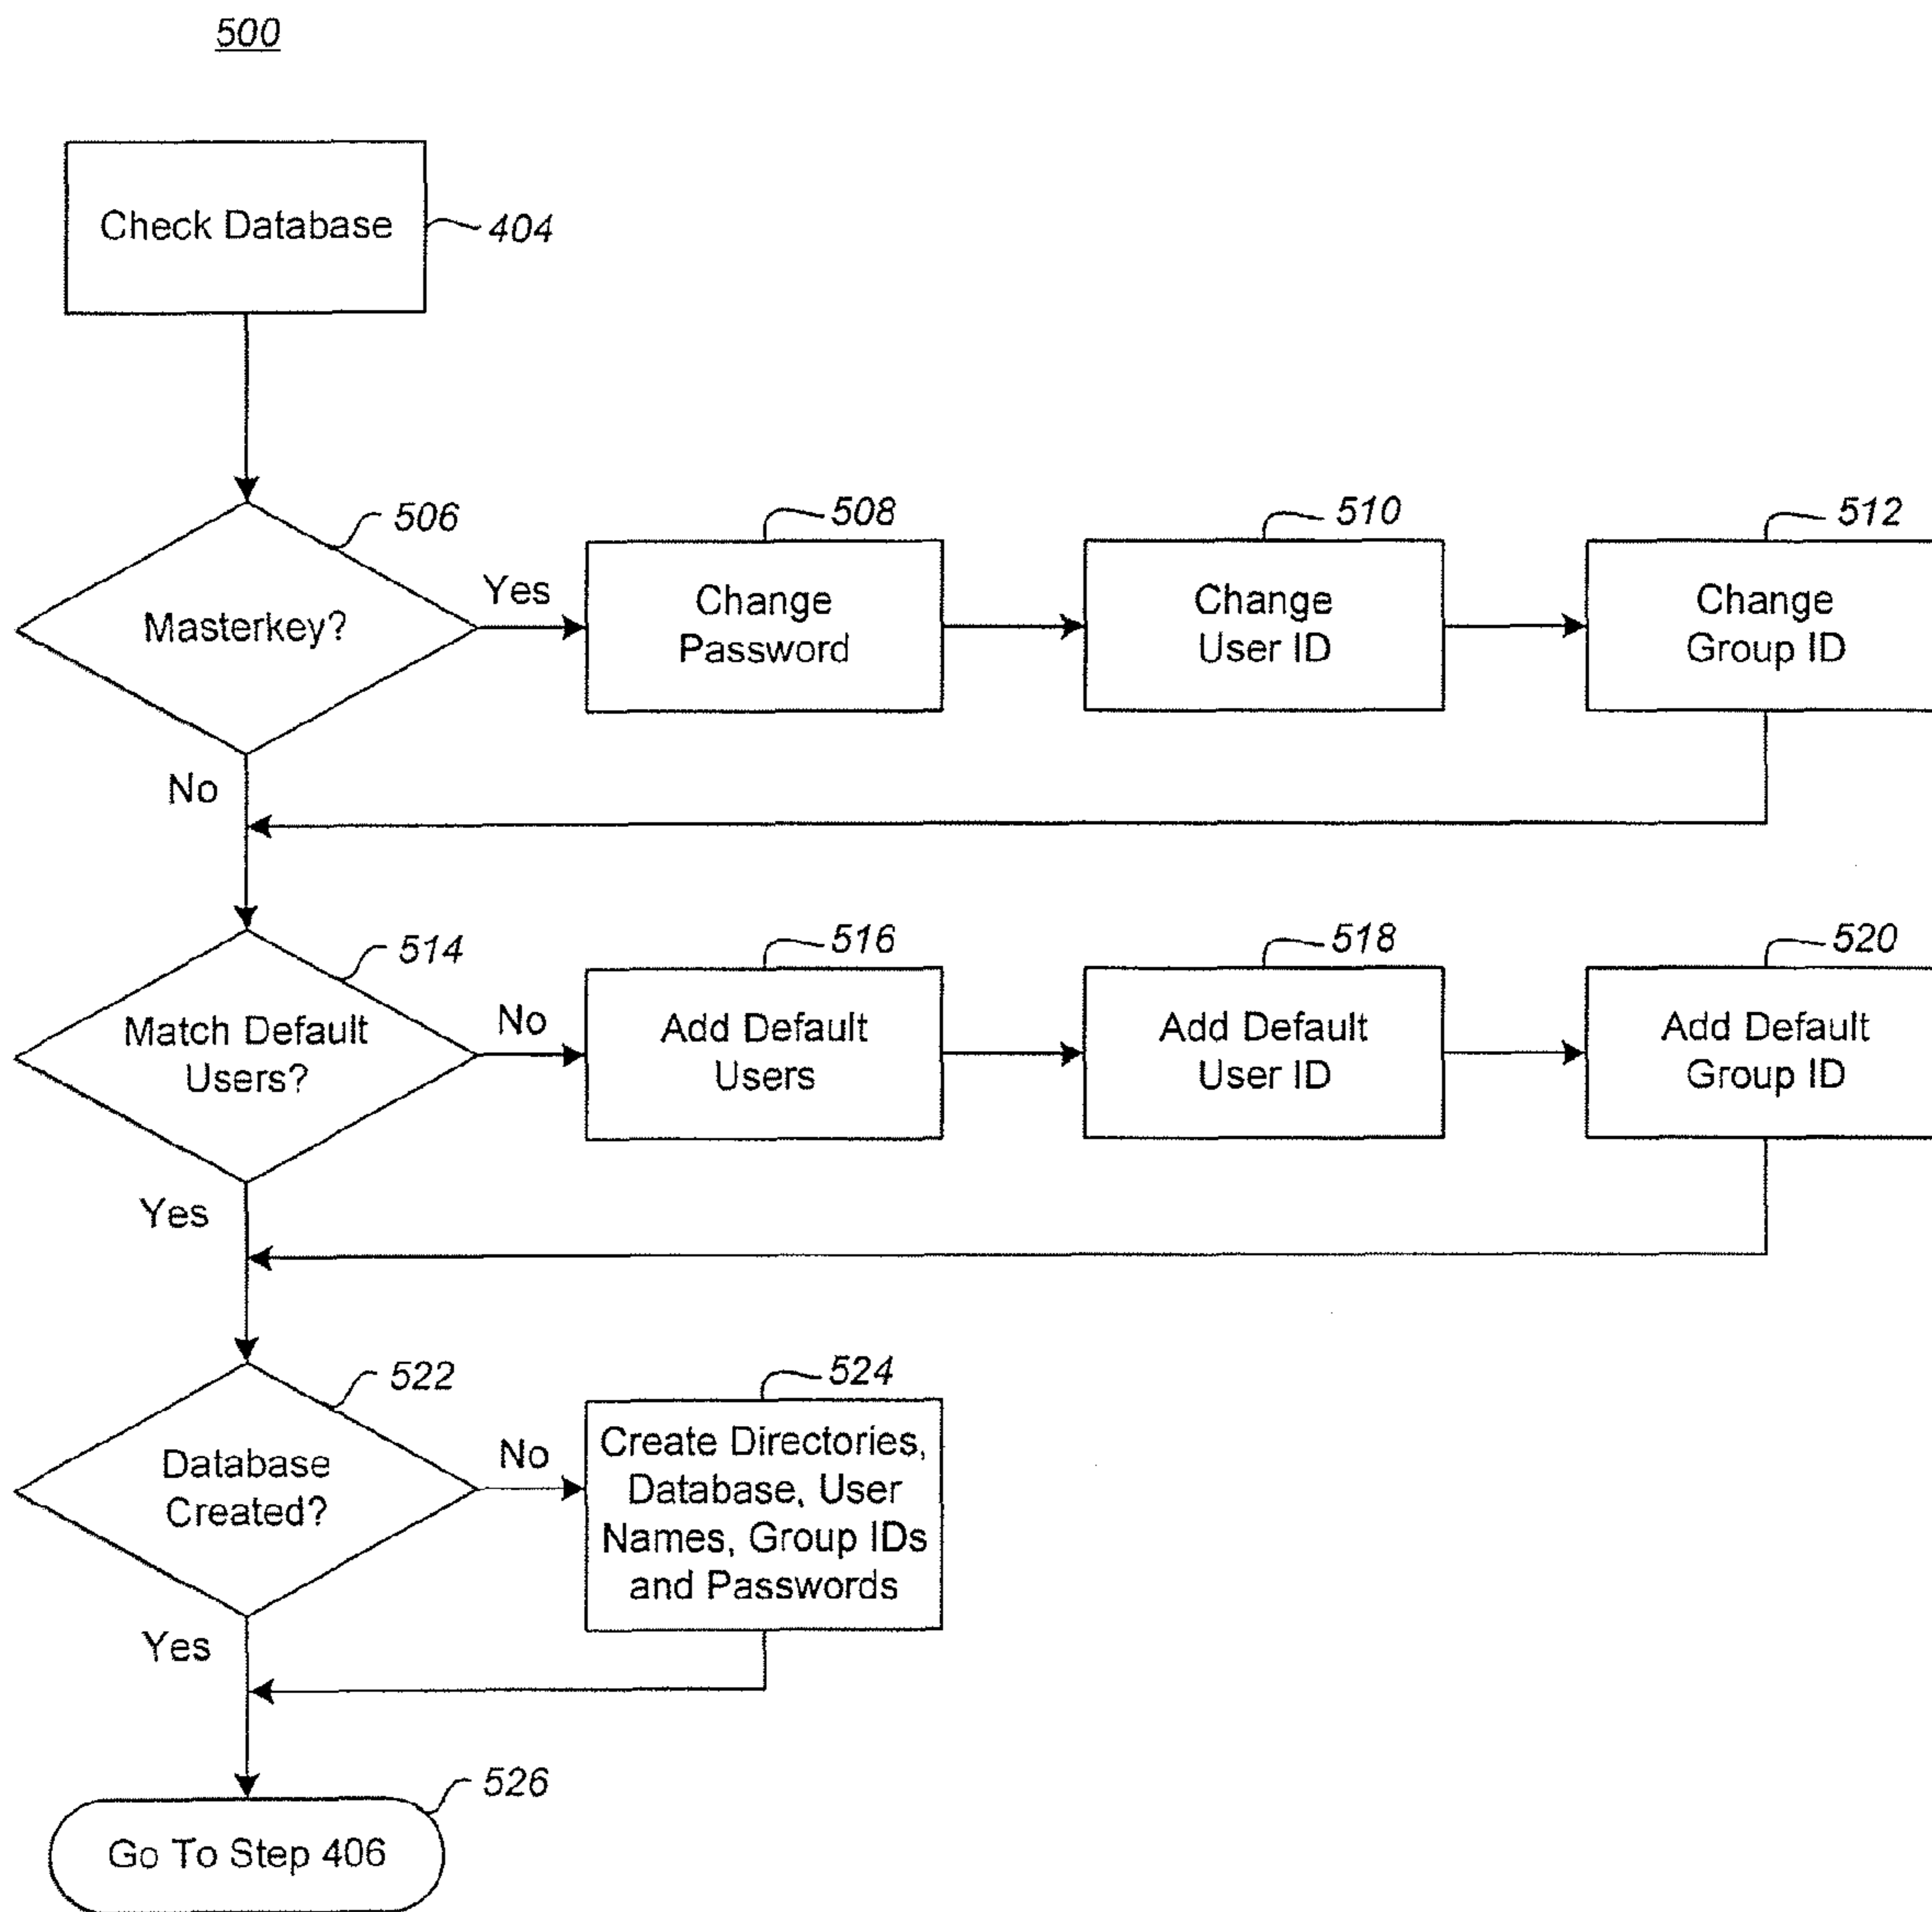 500
Check Database
404
506
508
510
512
Masterkey?
Yes
Change
Password
Change
User ID
Change
Group ID
No
514
516
518
520
Match Default
Users?
No
Add Default
Users
Add Default
User ID
Add Default
Group ID
Yes
522
524
Database
Created?
No
Create Directories,
Database, User
Names, Group IDs
and Passwords
Yes
526
Go To Step 406